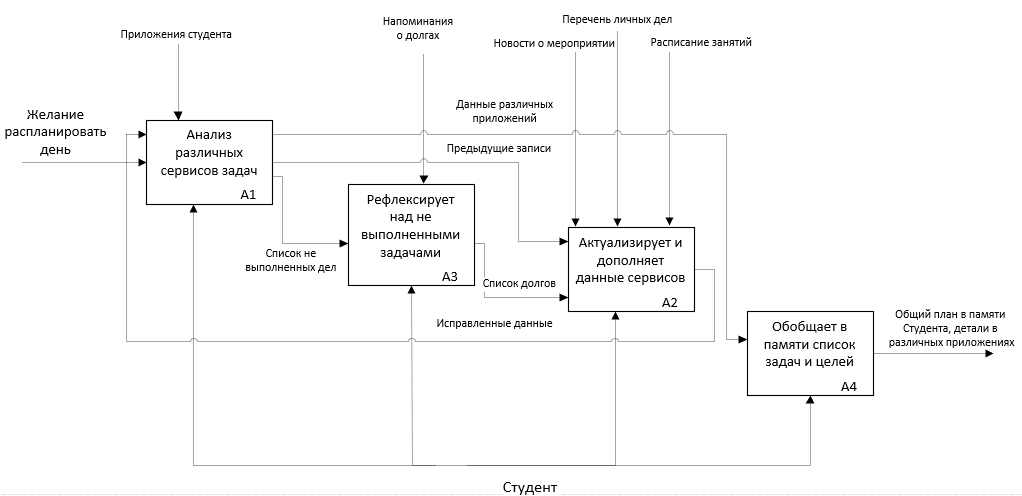 Перечень личных дел
Напоминания
о долгах
Приложения студента
Новости о мероприятии
Расписание занятий
Желание
распланировать
день
Данные различных
приложений
Анализ
различных
сервисов задач
A1
Предыдущие записи
Рефлексирует
над не
выполненными
задачами
A3
Список не
выполненных дел
Актуализирует и
дополняет
данные сервисов
A2
Список долгов
Исправленные данные
Обобщает в
памяти список
задач и целей
A4
Общий план в памяти
Студента, детали в
различных приложениях
Студент